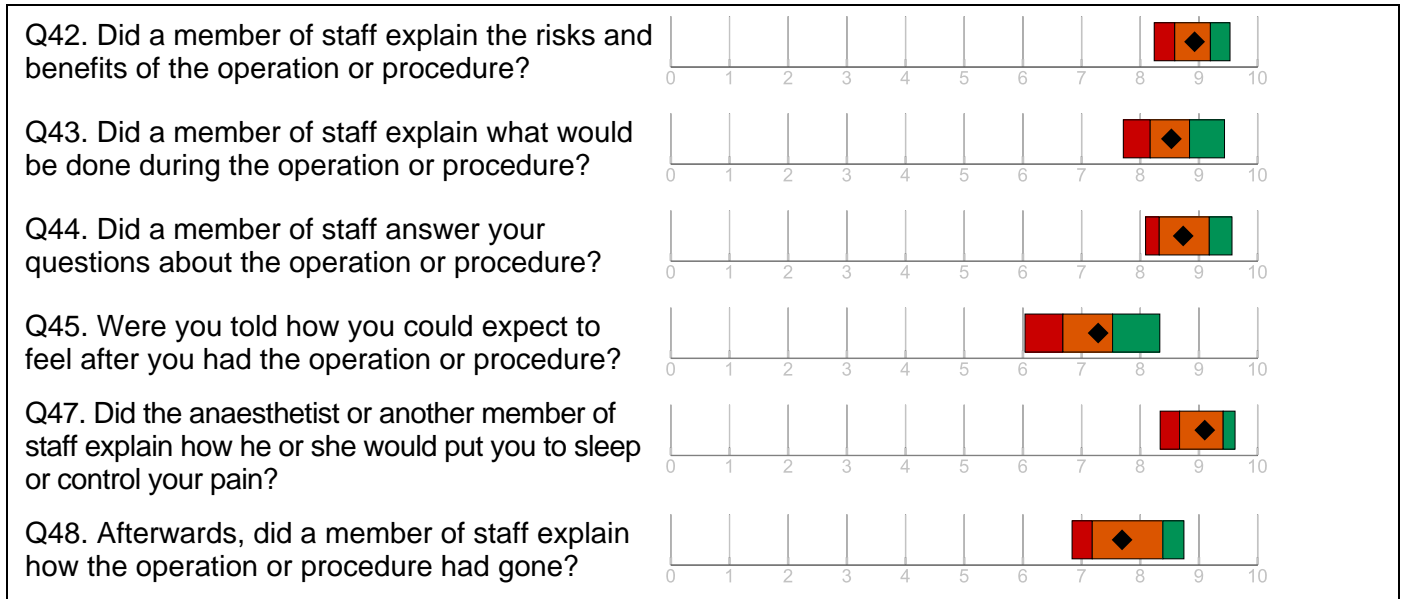 Q42. Did a member of staff explain the risks and
benefits of the operation or procedure?
0 1 2 3 4 5 6 7 8 9 10
Q43. Did a member of staff explain what would
be done during the operation or procedure?
0 1 2 3 4 5 6 7 8 9 10
Q44. Did a member of staff answer your
questions about the operation or procedure?
0 1 2 3 4 5 6 7 8 9 10
Q45. Were you told how you could expect to
feel after you had the operation or procedure?
0 1 2 3 4 5 6 7 8 9 10
Q47. Did the anaesthetist or another member of
staff explain how he or she would put you to sleep
or control your pain?
0 1 2 3 4 5 6 7 8 9 10
Q48. Afterwards, did a member of staff explain
how the operation or procedure had gone?
0 1 2 3 4 5 6 7 8 9 10